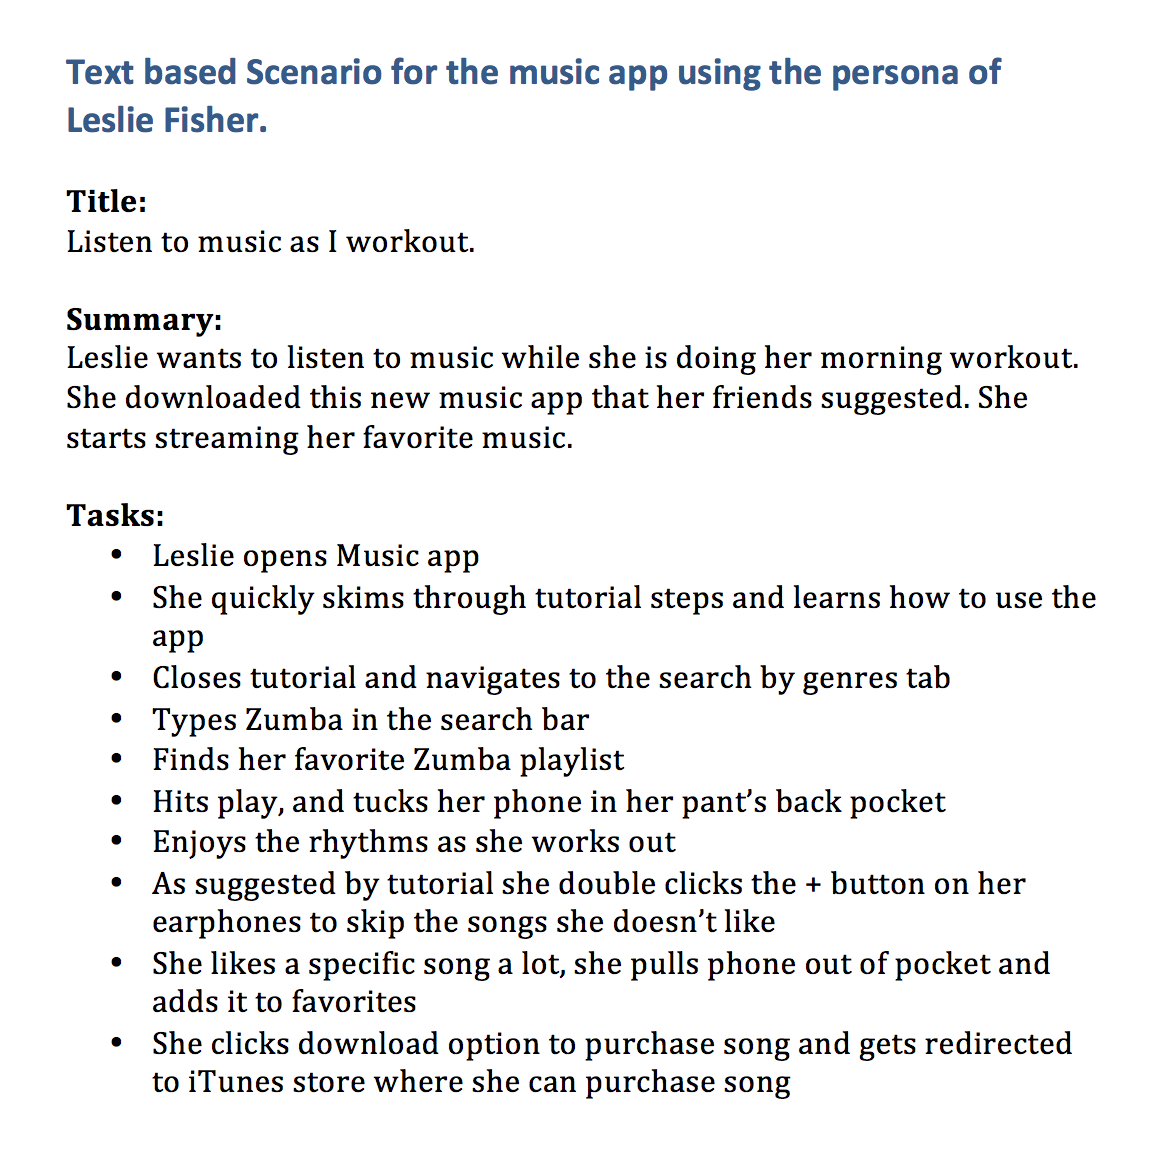 Text based Scenario for the music app using the persona of
Leslie Fisher.
Title:
Listen to music as I workout.
Summary:
Leslie wants to listen to music while she is doing her morning workout.
She downloaded this new music app that her friends suggested. She
starts streaming her favorite music.
Tasks:
• Leslie opens Music app
• She quickly skims through tutorial steps and learns how to use the
app
• Closes tutorial and navigates to the search by genres tab
• Types Zumba in the search bar
• Finds her favorite Zumba playlist
• Hits play, and tucks her phone in her pant’s back pocket
• Enjoys the rhythms as she works out
• As suggested by tutorial she double clicks the + button on her
earphones to skip the songs she doesn’t like
• She likes a specific song a lot, she pulls phone out of pocket and
adds it to favorites
• She clicks download option to purchase song and gets redirected
to iTunes store where she can purchase song